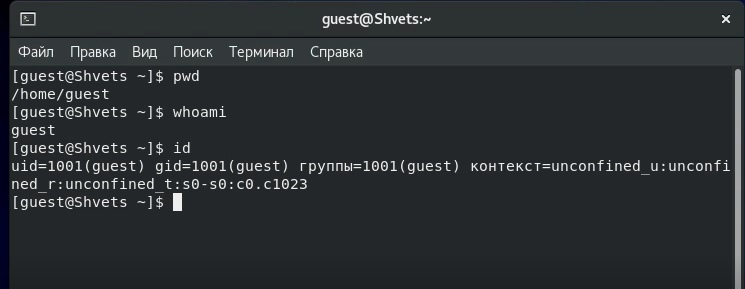 guest@Shvets:~
Файл Правка Вид Поиск Терминал Справка
[guest@Shvets ~]$ pwd
/home/guest
[guest@Shvets ~]$ whoami
guest
[guest@Shvets ~]$ id
uid=1001(guest) gid=1001(guest) группы=1001(guest) контекст=unconfined_u:unconfi
ned_r:unconfined_t:s0-s0:c0.c1023
[guest@Shvets ~]$